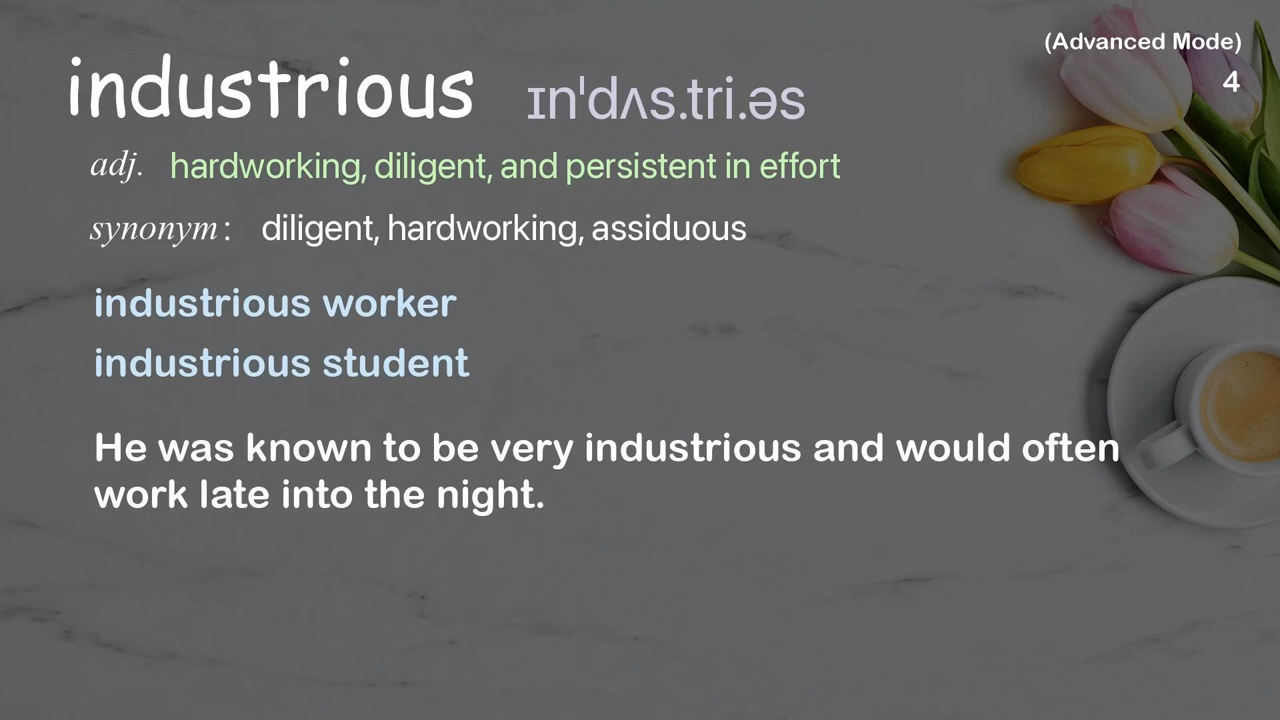 (Advanced Mode)
4
industrious ɪnˈdʌs.tri.əs
adj. hardworking, diligent, and persistent in effort
synonym: diligent, hardworking, assiduous
industrious worker
industrious student
He was known to be very industrious and would often
work late into the night.